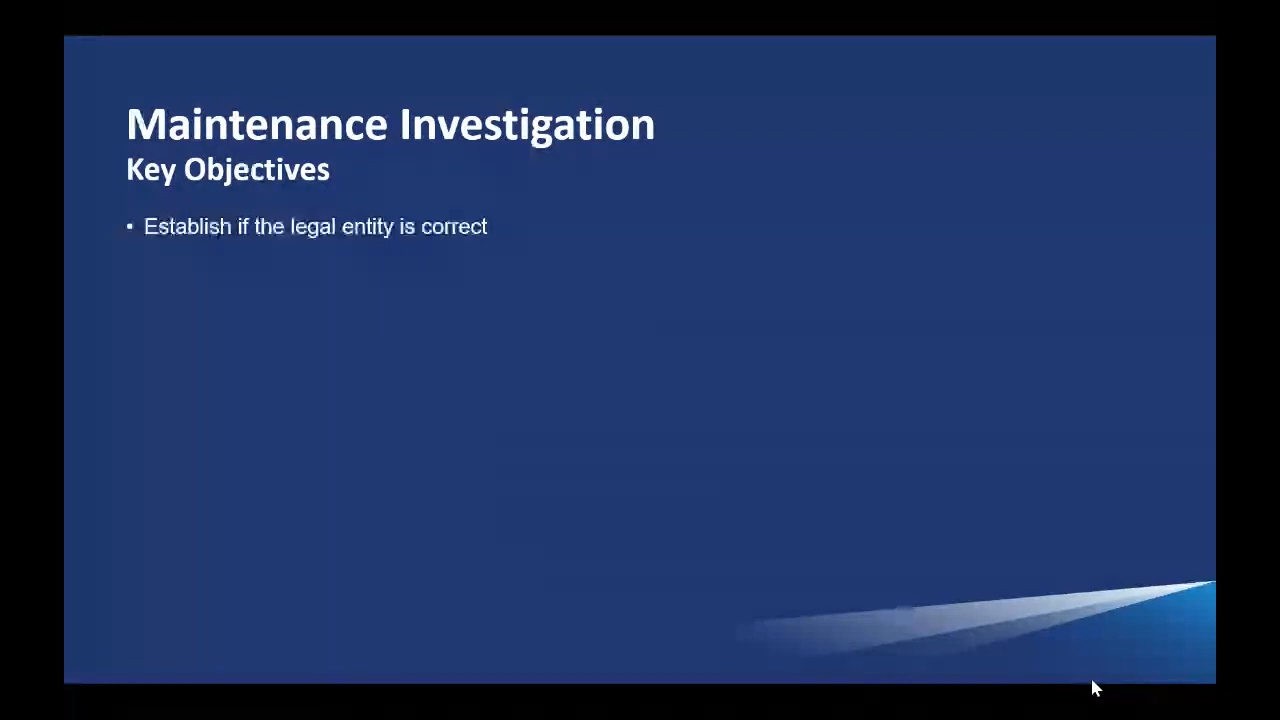 Maintenance Investigation
Key Objectives
• Establish if the legal entity is correct